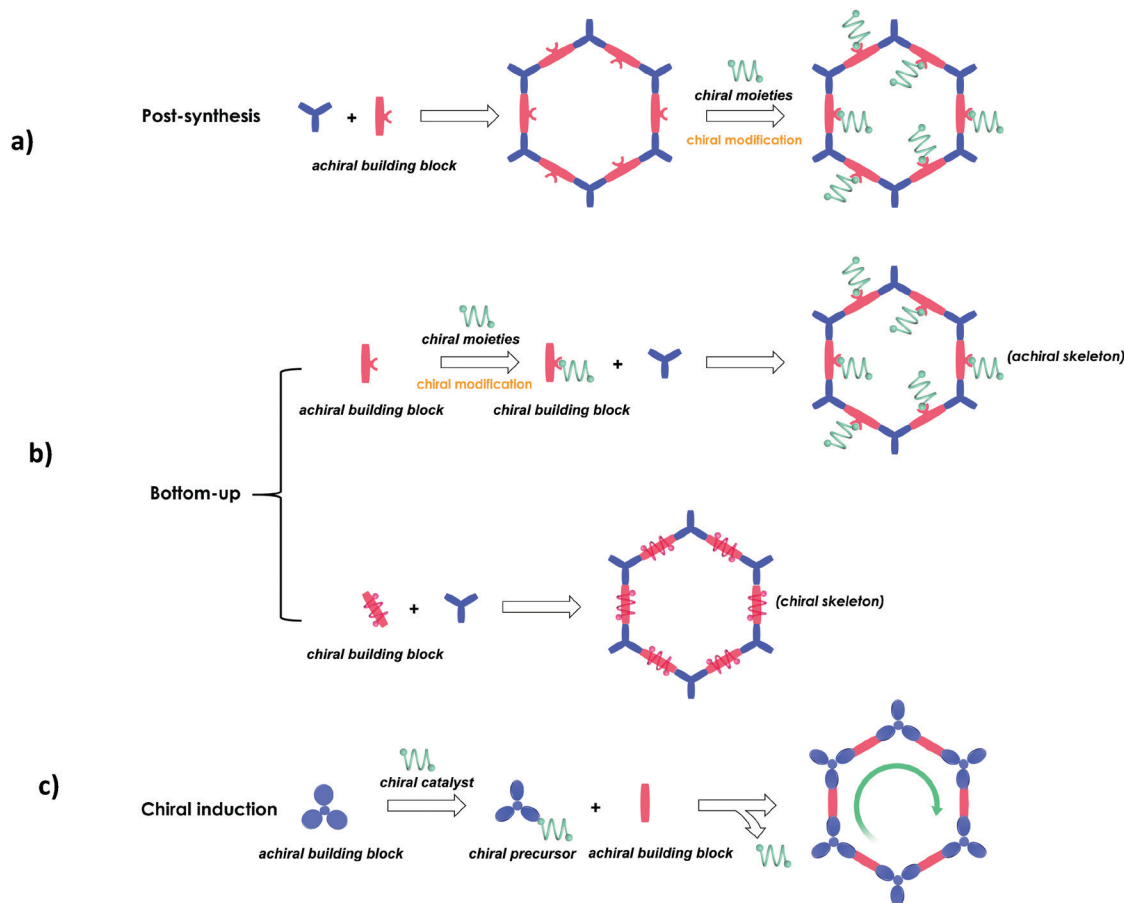 a)
Post-synthesis
+
achiral building block
chiral moieties
chiral modification
b)
Bottom-up
achiral building block
chiral moieties
chiral modification
chiral building block
+
(achiral skeleton)
chiral building block
+
(chiral skeleton)
c)
Chiral induction
achiral building block
chiral catalyst
chiral precursor
+
achiral building block